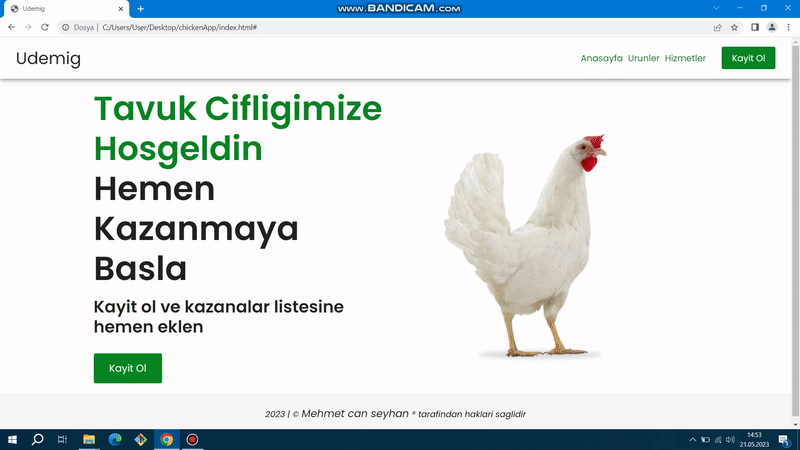 Udemig
www.BANDICAM.com
Dosya | C:/Users/User/Desktop/chickenApp/index.html#
Udemig
Anasayfa Urunler Hizmetler Kayit Ol
Tavuk Cifligimize
Hosgeldin
Hemen
Kazanmaya
Basla
Kayit ol ve kazanalar listesine
hemen eklen
Kayit Ol
2023 | © Mehmet can seyhan ® tarafindan haklari saglidir
14:53
21.05.2023
1